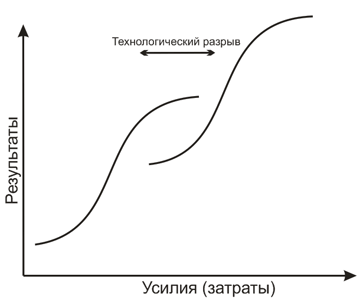 Технологический разрыв
Результаты
Усилия (затраты)